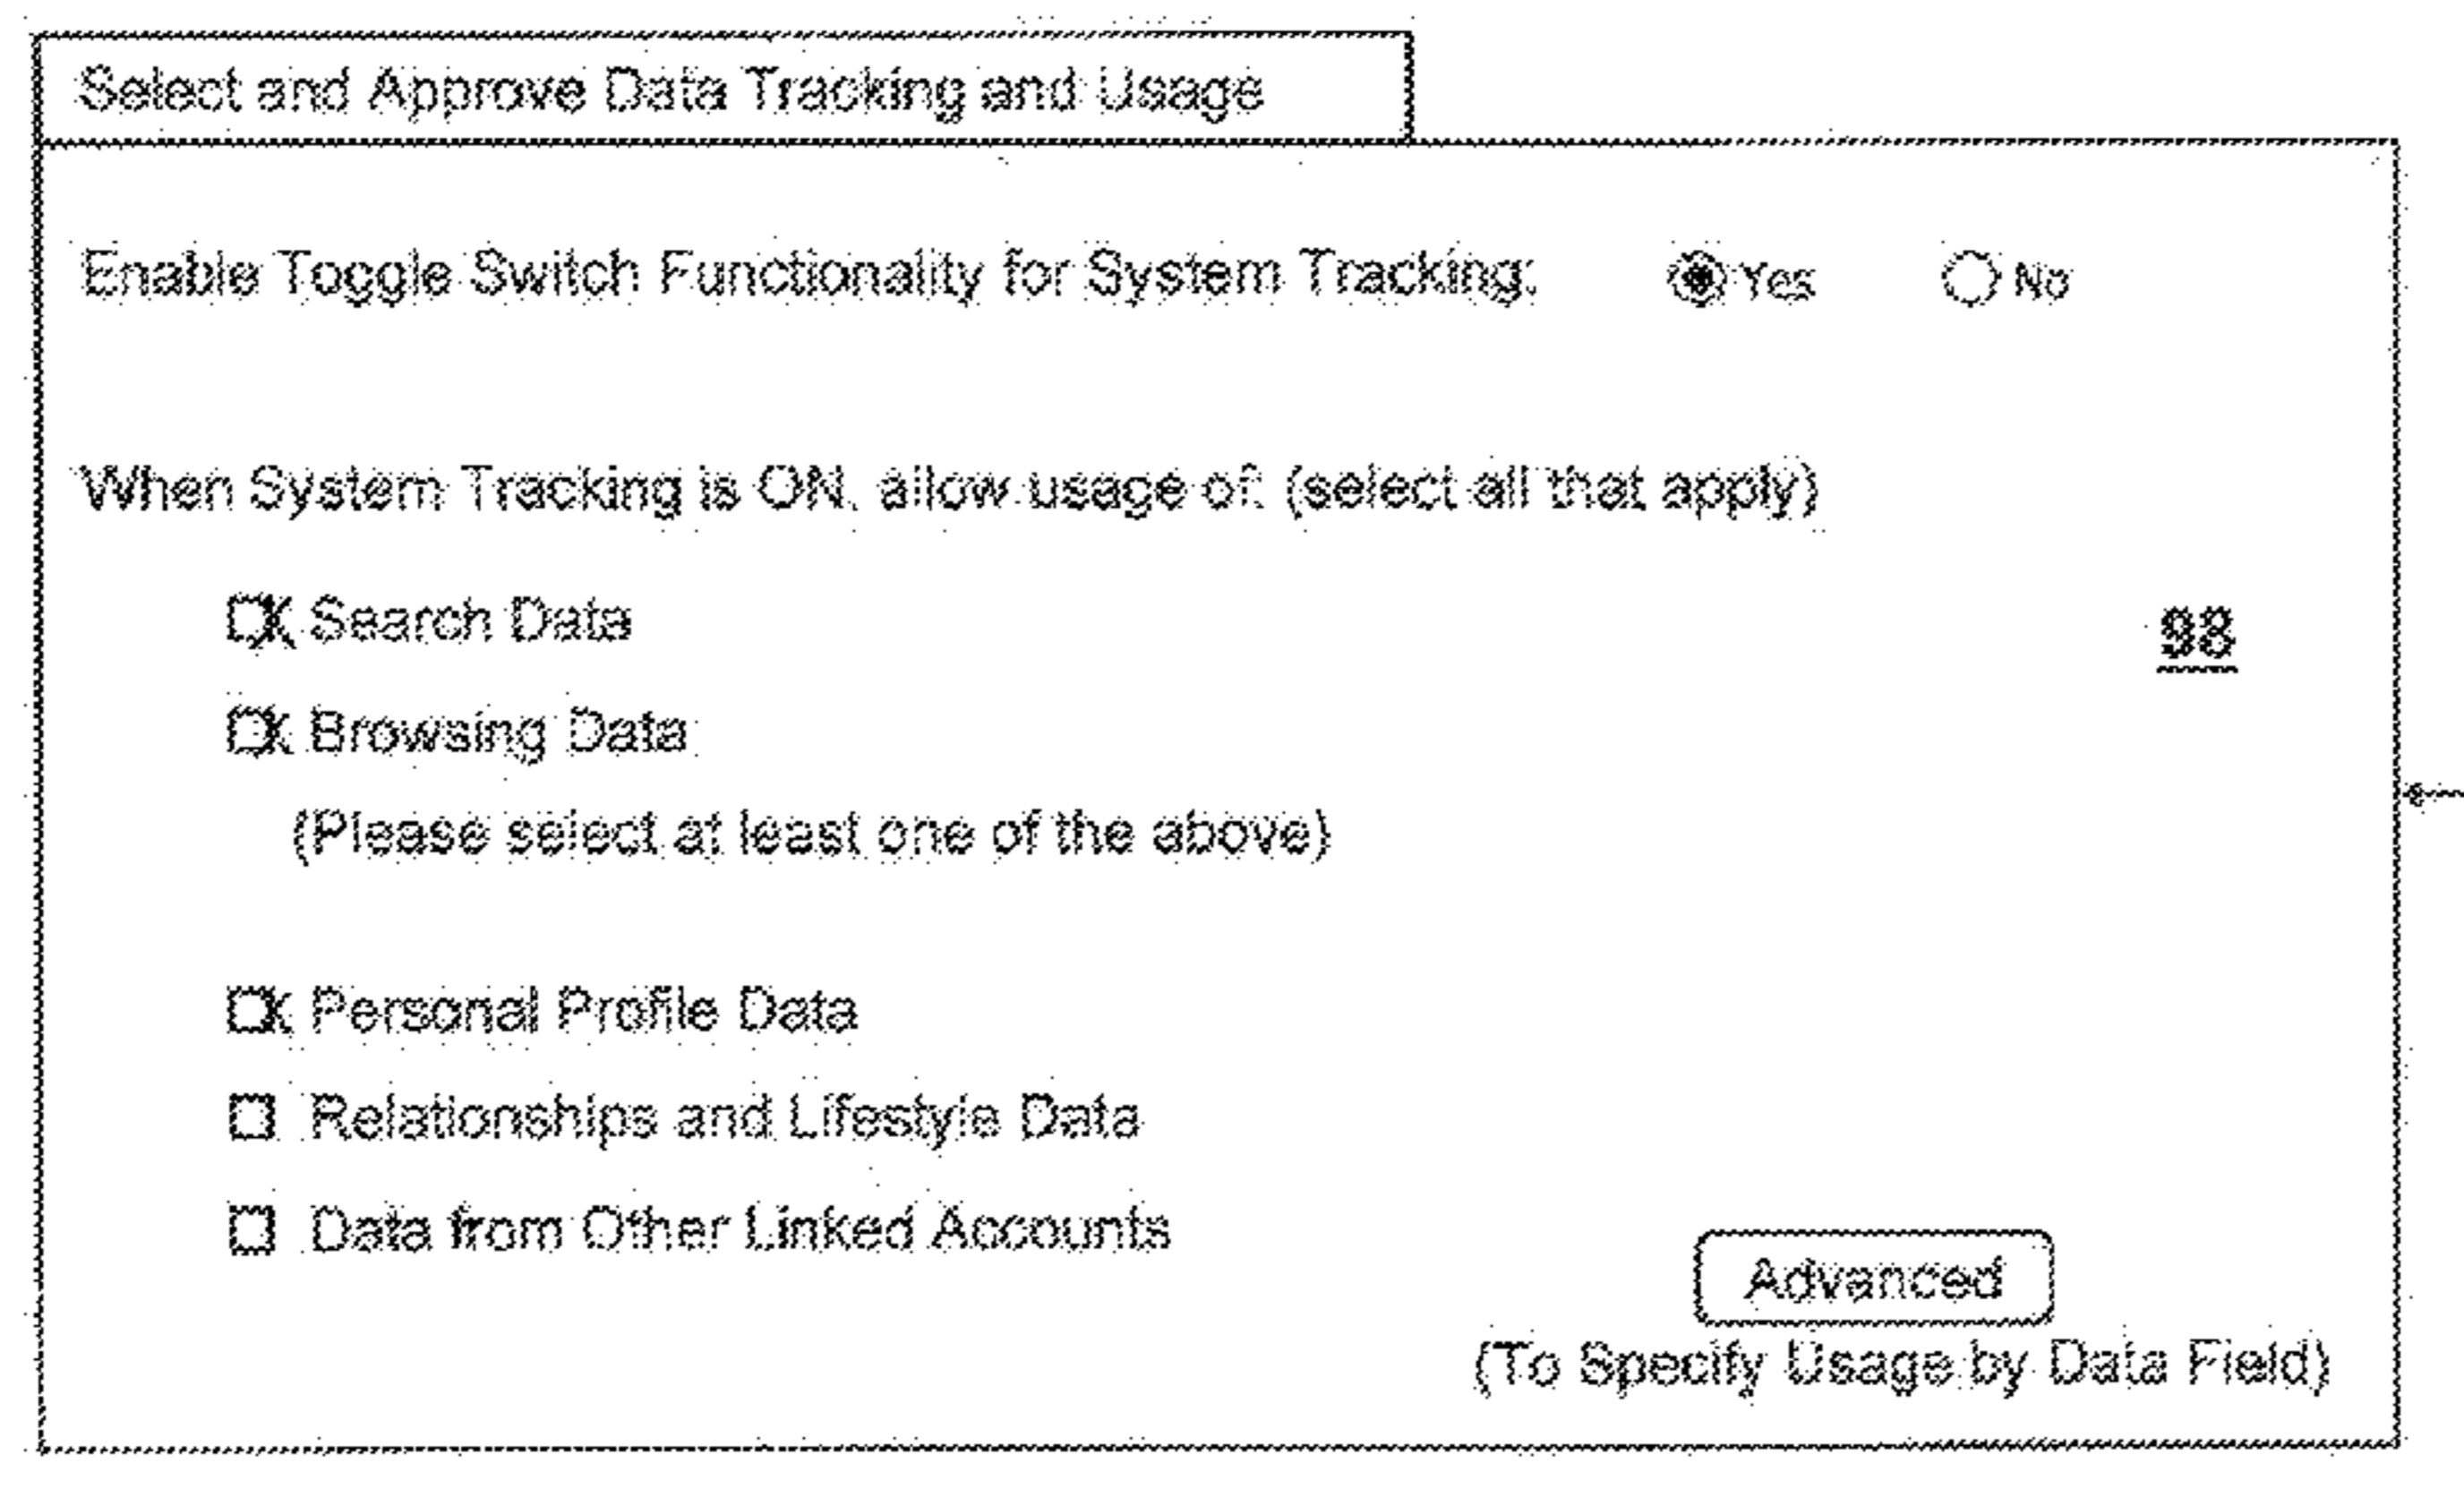 Select and Approve Data Tracking and Usage
Enable Toggle Switch Functionality for System Tracking: Yes No
When System Tracking is ON, allow usage of: (select all that apply)
X Search Data
98
X Browsing Data
(Please select at least one of the above)
X Personal Profile Data
Relationships and Lifestyle Data
Data from Other Linked Accounts
Advanced
(To Specify Usage by Data Field)